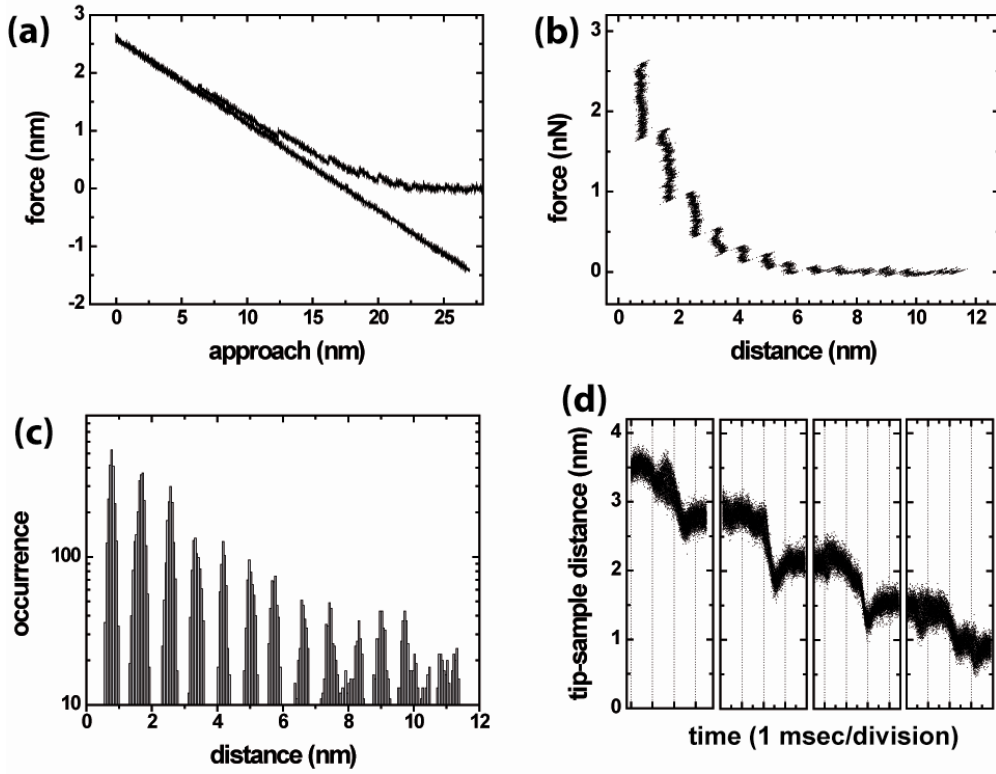 (a)
3
2
1
0
-1
-2
force (nm)
0 5 10 15 20 25
approach (nm)
(b)
3
2
1
0
force (nN)
0 2 4 6 8 10 12
distance (nm)
(c)
100
10
occurrence
0 2 4 6 8 10 12
distance (nm)
(d)
4
3
2
1
0
tip-sample distance (nm)
time (1 msec/division)